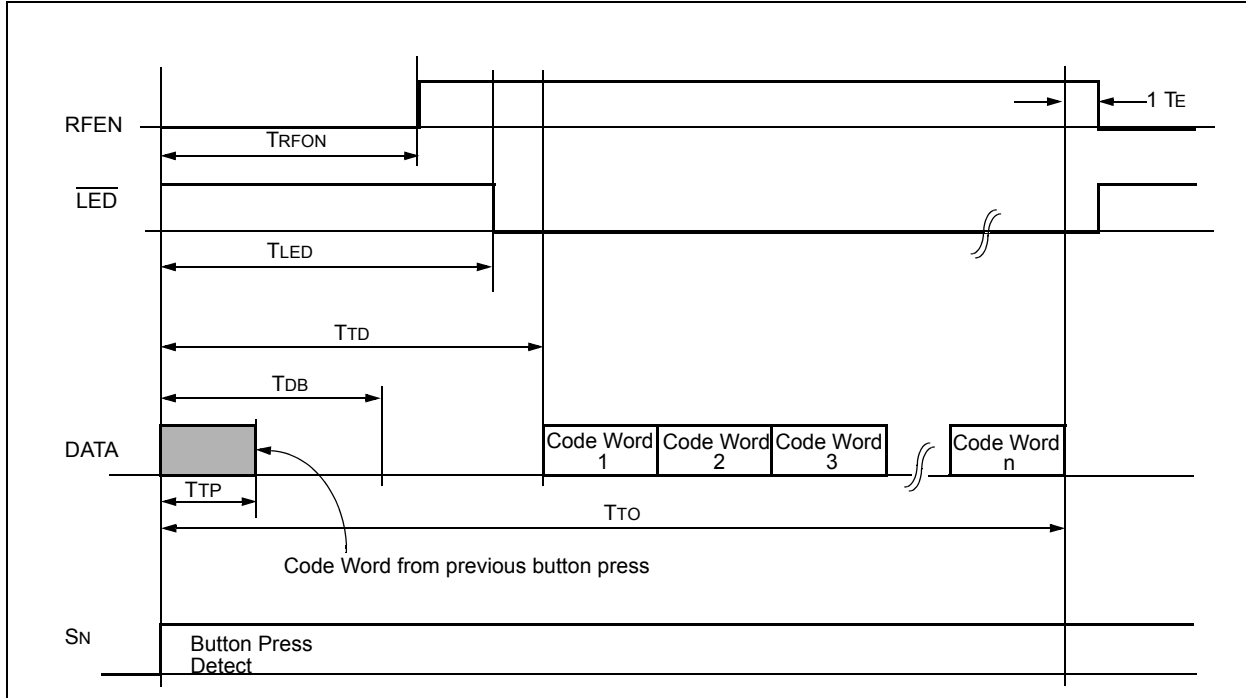 RFEN
1 TE
TRFON
LED
TLED
TTD
TDB
DATA
Code Word
1
Code Word
2
Code Word
3
Code Word
n
TTP
TTO
Code Word from previous button press
SN
Button Press
Detect